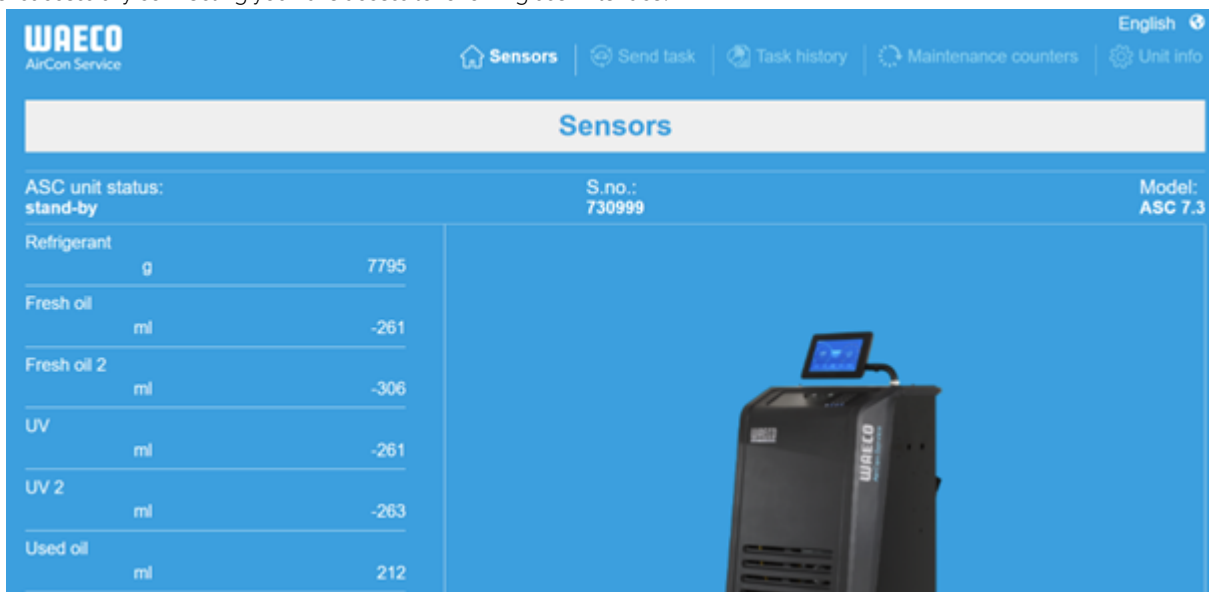 WAECO
AirCon Service
English
Sensors
Send task
Task history
Maintenance counters
Unit info
Sensors
ASC unit status:
stand-by
S.no.:
730999
Model:
ASC 7.3
Refrigerant
g 7795
Fresh oil
ml -261
Fresh oil 2
ml -306
UV
ml -261
UV 2
ml -263
Used oil
ml 212
WAECO